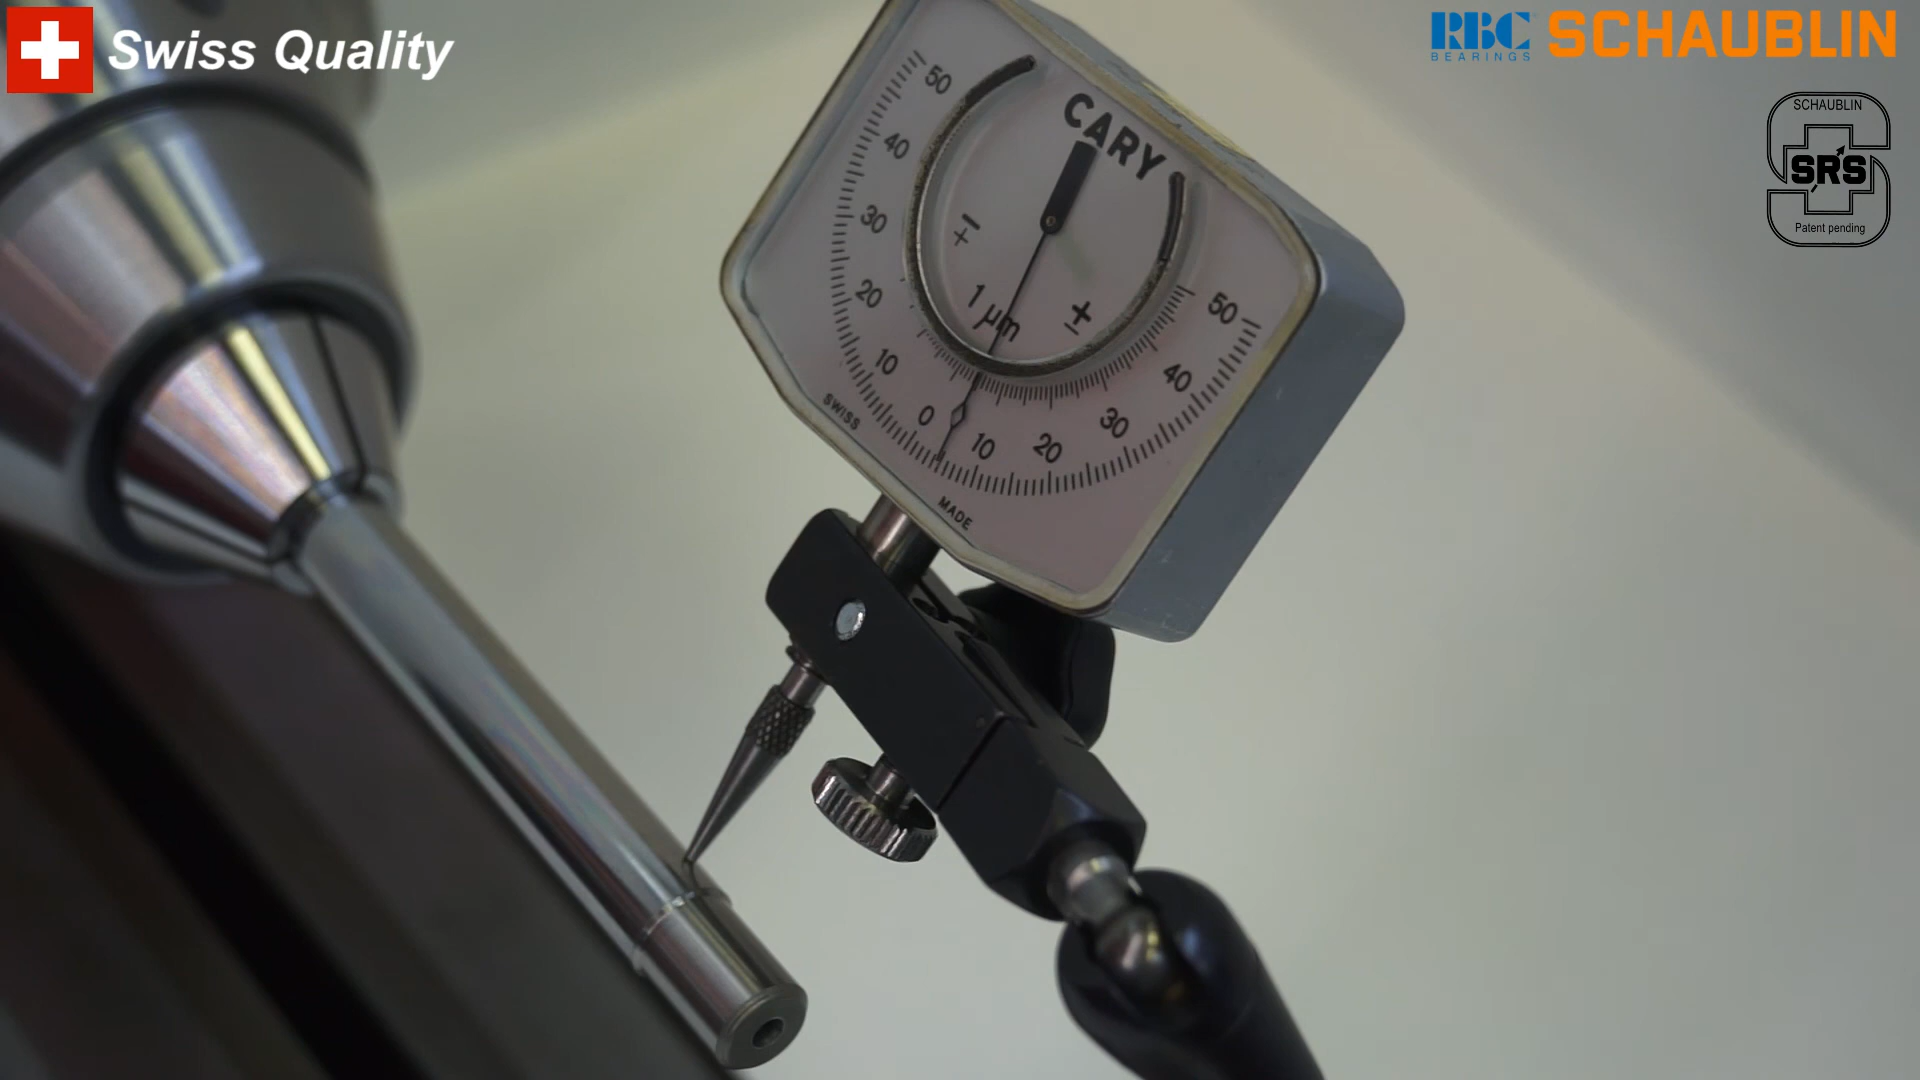 Swiss Quality
RBC
BEARINGS
SCHAUBLIN
SCHAUBLIN
SRS
Patent pending
CARY
1 µm
50
40
30
20
10
0
10
20
30
40
50
SWISS
MADE